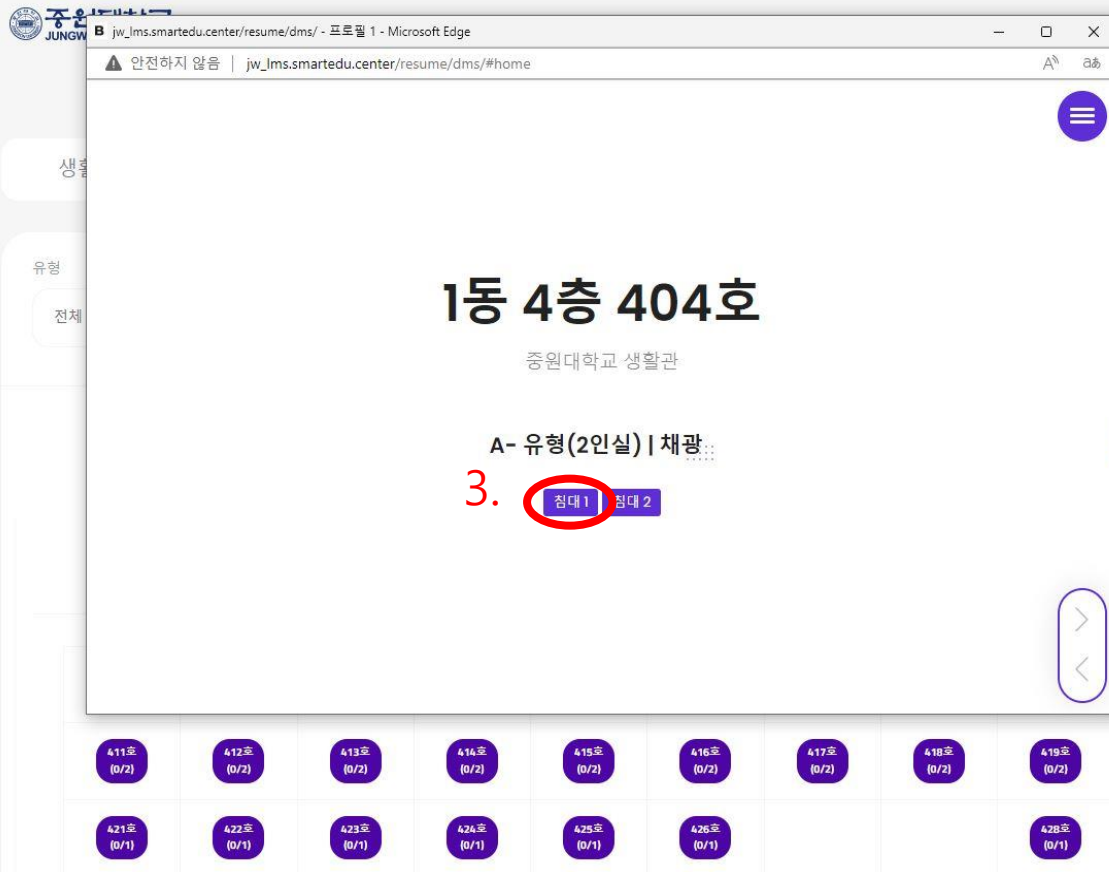 JUNGW
B jw_lms.smartedu.center/resume/dms/ - 프로필 1 - Microsoft Edge
안전하지 않음 | jw_lms.smartedu.center/resume/dms/#home
유형
전체
1동 4층 404호
중원대학교 생활관
A- 유형(2인실) | 채광
3.
침대 1 침대 2
411호 412호 413호 414호 415호 416호 417호 418호 419호
(0/2) (0/2) (0/2) (0/2) (0/2) (0/2) (0/2) (0/2) (0/2)
421호 422호 423호 424호 425호 426호 428호
(0/1) (0/1) (0/1) (0/1) (0/1) (0/1) (0/1)